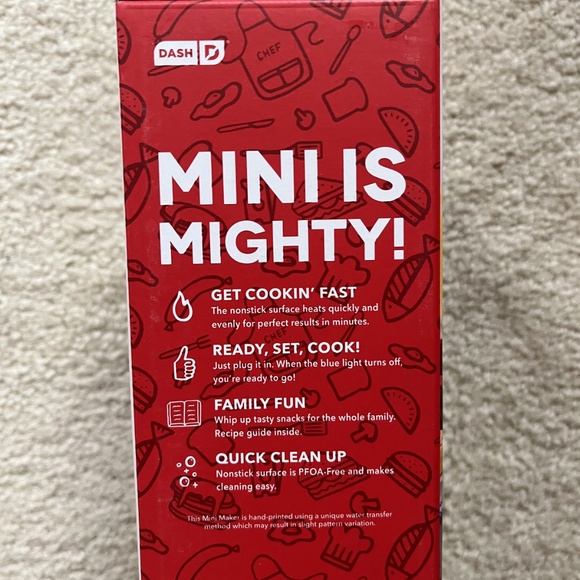 DASH
CHEF
MINI IS
MIGHTY!
GET COOKIN' FAST
The nonstick surface heats quickly and
evenly for perfect results in minutes.
READY, SET, COOK!
Just plug it in. When the blue light turns off,
you're ready to go!
FAMILY FUN
Whip up tasty snacks for the whole family.
Recipe guide inside.
QUICK CLEAN UP
Nonstick surface is PFOA-Free and makes
cleaning easy.
This Mini Maker is hand-printed using a unique water transfer
method which may result in slight pattern variation.